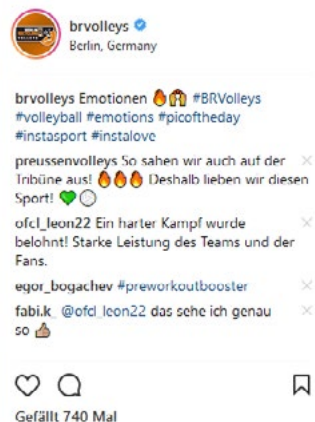 brvolleys
Berlin, Germany
brvolleys Emotionen 🔥🙌 #BRVolleys
#volleyball #emotions #picoftheday
#instasport #instalove
preussenvolleys So sahen wir auch auf der
Tribüne aus! 🔥🔥🔥 Deshalb lieben wir diesen
Sport! 💚⚪
ofcl_leon22 Ein harter Kampf wurde
belohnt! Starke Leistung des Teams und der
Fans.
egor_bogachev #preworkoutbooster
fabi.k_ @ofcl_leon22 das sehe ich genau
so 👍🏼
Gefällt 740 Mal